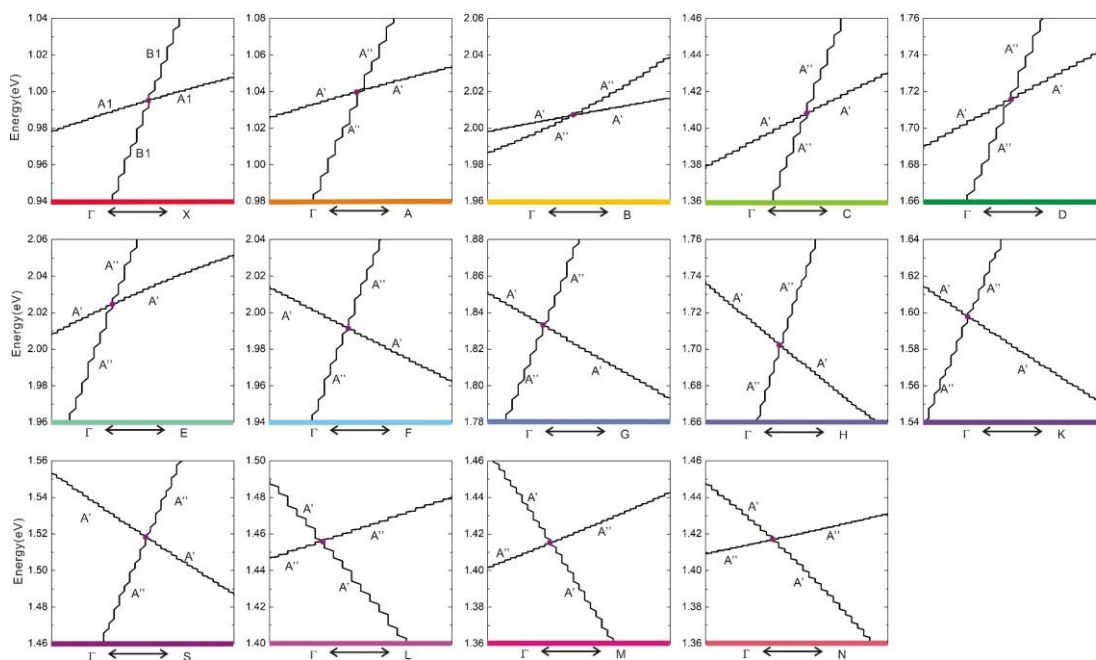 1.04 1.08 2.10 1.46 1.76
1.02 1.06 2.07 1.44 1.74
1.00 1.04 2.04 1.42 1.72
0.98 1.02 2.01 1.40 1.70
0.96 1.00 1.98 1.38 1.68
0.94 0.98 1.96 1.36 1.66
Energy(eV)
B1 A1 A1 B1
A'' A' A' A''
A'' A' A' A''
A'' A' A' A''
A'' A' A' A''
Γ X Γ A Γ B Γ C Γ D
2.06 2.04 1.88 1.76 1.64
2.04 2.02 1.86 1.74 1.62
2.02 2.00 1.84 1.72 1.60
2.00 1.98 1.82 1.70 1.58
1.98 1.96 1.80 1.68 1.56
1.96 1.94 1.78 1.66 1.54
Energy(eV)
A'' A' A' A''
A'' A' A' A''
A' A'' A' A''
A' A'' A' A''
A' A'' A' A''
Γ E Γ F Γ G Γ H Γ K
1.56 1.50 1.46 1.46
1.54 1.48 1.44 1.44
1.52 1.46 1.42 1.42
1.50 1.44 1.40 1.40
1.48 1.42 1.38 1.38
1.46 1.40 1.36 1.36
Energy(eV)
A'' A' A' A''
A' A'' A'' A'
A' A'' A'' A'
A' A'' A'' A'
Γ S Γ L Γ M Γ N